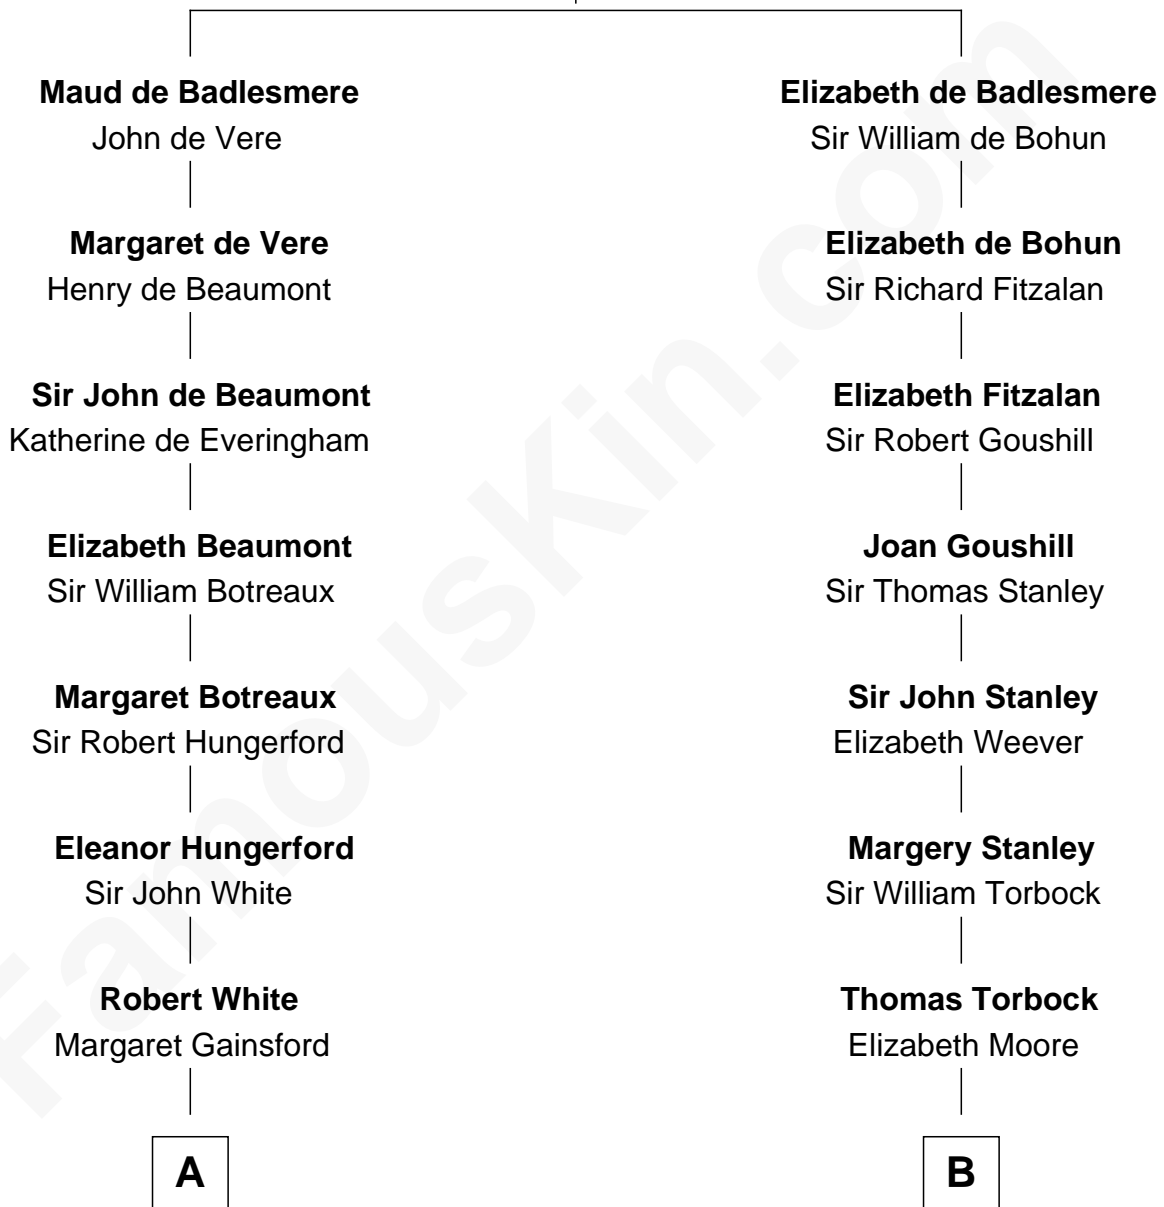 Maud de Badlesmere
John de Vere
Margaret de Vere
Henry de Beaumont
Sir John de Beaumont
Katherine de Everingham
Elizabeth Beaumont
Sir William Botreaux
Margaret Botreaux
Sir Robert Hungerford
Eleanor Hungerford
Sir John White
Robert White
Margaret Gainsford
A
Elizabeth de Badlesmere
Sir William de Bohun
Elizabeth de Bohun
Sir Richard Fitzalan
Elizabeth Fitzalan
Sir Robert Goushill
Joan Goushill
Sir Thomas Stanley
Sir John Stanley
Elizabeth Weever
Margery Stanley
Sir William Torbock
Thomas Torbock
Elizabeth Moore
B
FamousKin.com